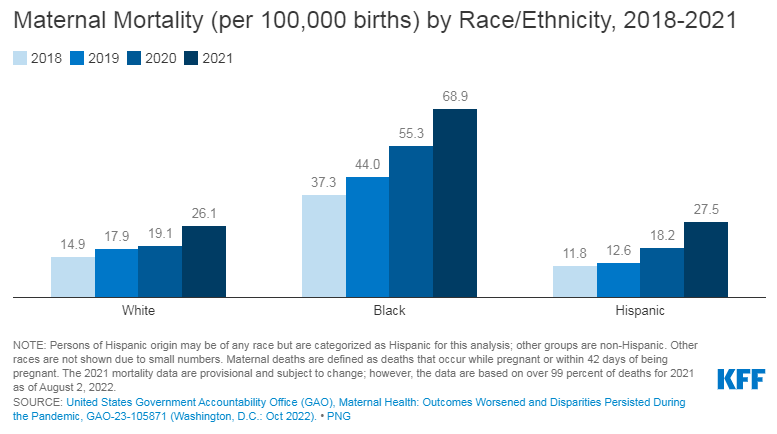 Maternal Mortality (per 100,000 births) by Race/Ethnicity, 2018-2021
2018 2019 2020 2021
14.9 17.9 19.1 26.1
37.3 44.0 55.3 68.9
11.8 12.6 18.2 27.5
White Black Hispanic
NOTE: Persons of Hispanic origin may be of any race but are categorized as Hispanic for this analysis; other groups are non-Hispanic. Other
races are not shown due to small numbers. Maternal deaths are defined as deaths that occur while pregnant or within 42 days of being
pregnant. The 2021 mortality data are provisional and subject to change; however, the data are based on over 99 percent of deaths for 2021
as of August 2, 2022.
SOURCE: United States Government Accountability Office (GAO), Maternal Health: Outcomes Worsened and Disparities Persisted During
the Pandemic, GAO-23-105871 (Washington, D.C.: Oct 2022). • PNG
KFF